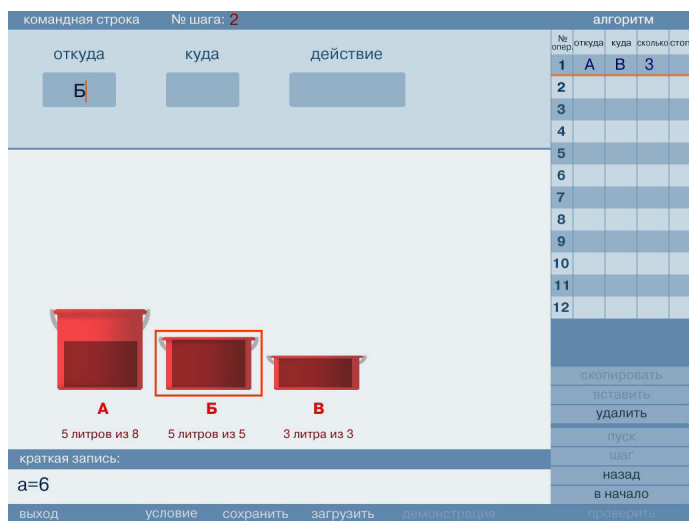 командная строка № шага: 2 алгоритм
откуда куда действие
Б
№ опер. откуда куда сколько стоп
1 А В 3
2
3
4
5
6
7
8
9
10
11
12
А Б В
5 литров из 8 5 литров из 5 3 литра из 3
скопировать
вставить
удалить
пуск
шаг
назад
в начало
проверить
краткая запись:
а=6
выход условие сохранить загрузить демонстрация